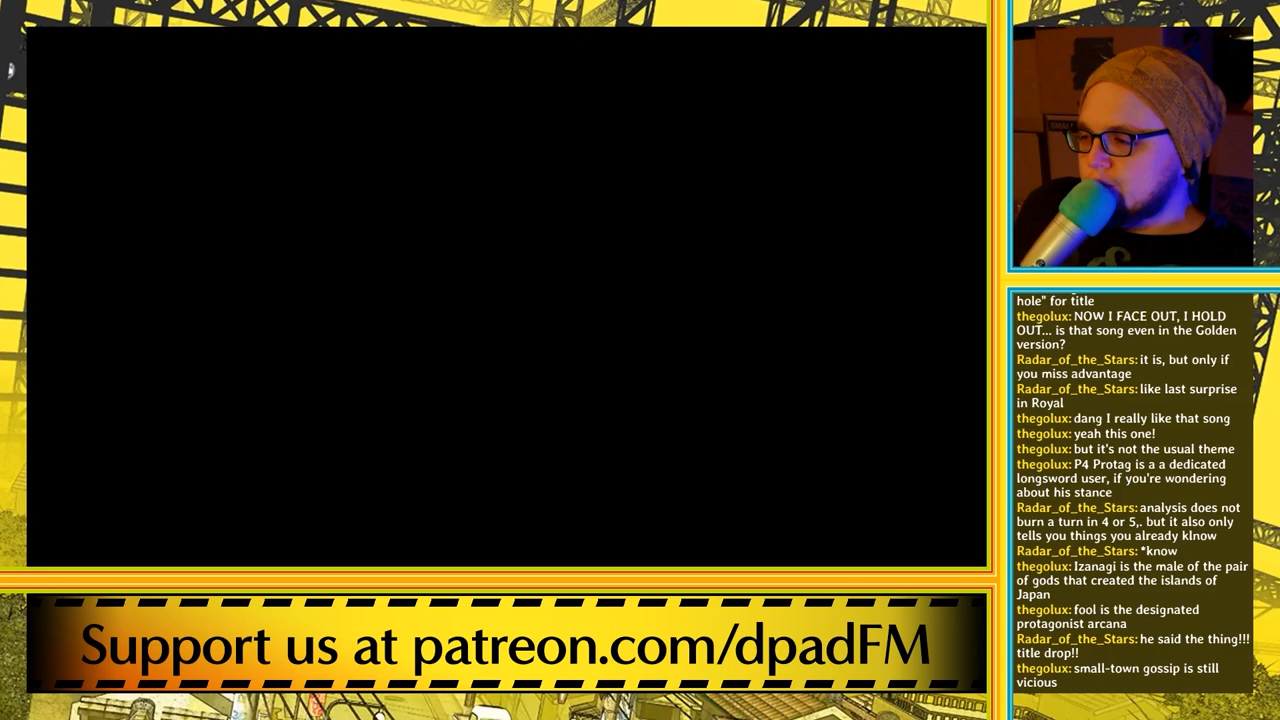 SMALL
hole" for title
thegolux: NOW I FACE OUT, I HOLD
OUT... is that song even in the Golden
version?
Radar_of_the_Stars: it is, but only if
you miss advantage
Radar_of_the_Stars: like last surprise
in Royal
thegolux: dang I really like that song
thegolux: yeah this one!
thegolux: but it's not the usual theme
thegolux: P4 Protag is a a dedicated
longsword user, if you're wondering
about his stance
Radar_of_the_Stars: analysis does not
burn a turn in 4 or 5,. but it also only
tells you things you already klnow
Radar_of_the_Stars: *know
thegolux: Izanagi is the male of the pair
of gods that created the islands of
Japan
thegolux: fool is the designated
protagonist arcana
Radar_of_the_Stars: he said the thing!!!
title drop!!
thegolux: small-town gossip is still
vicious
Support us at patreon.com/dpadFM